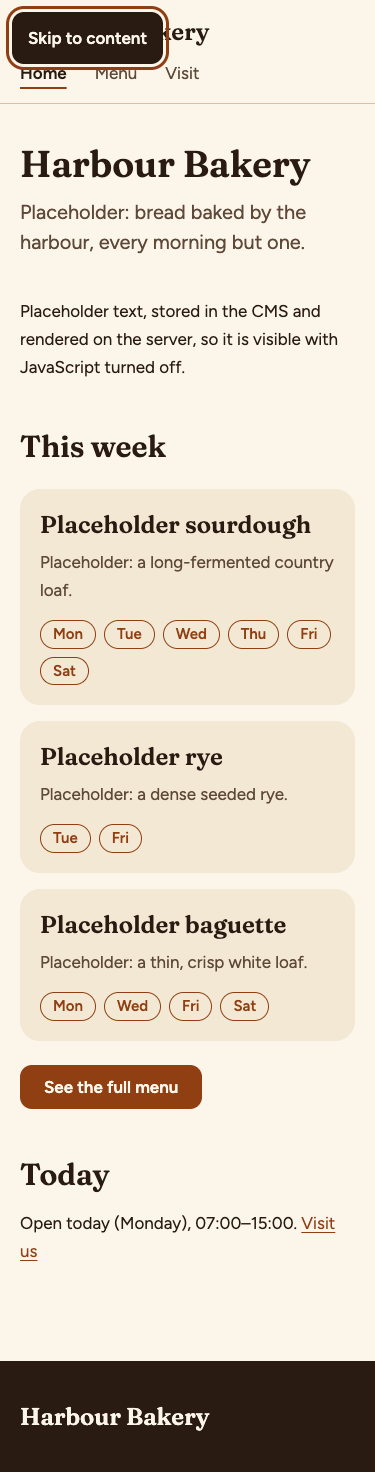 Skip to content
Home Menu Visit
Harbour Bakery
Placeholder: bread baked by the
harbour, every morning but one.
Placeholder text, stored in the CMS and
rendered on the server, so it is visible with
JavaScript turned off.
This week
Placeholder sourdough
Placeholder: a long-fermented country
loaf.
Mon Tue Wed Thu Fri
Sat
Placeholder rye
Placeholder: a dense seeded rye.
Tue Fri
Placeholder baguette
Placeholder: a thin, crisp white loaf.
Mon Wed Fri Sat
See the full menu
Today
Open today (Monday), 07:00–15:00. Visit
us
Harbour Bakery